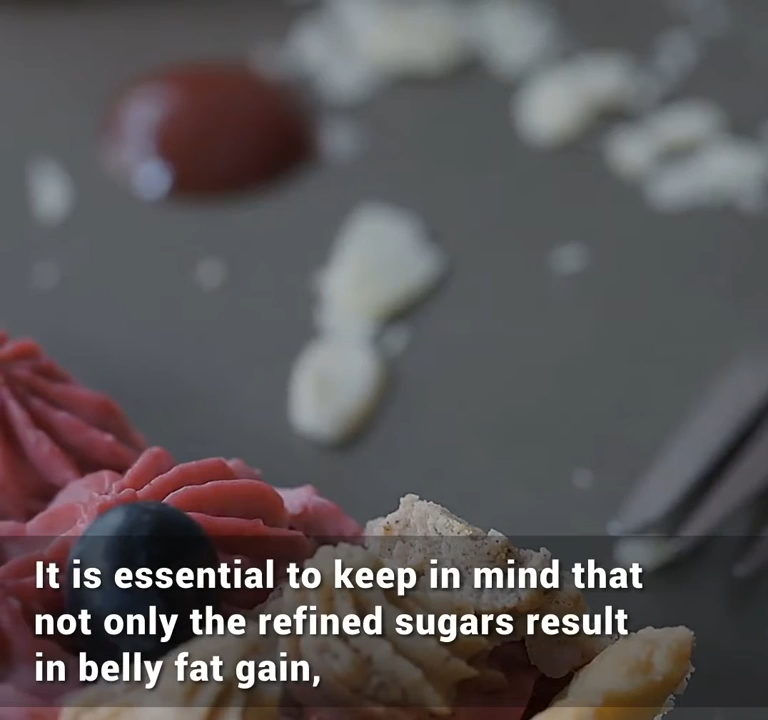 It is essential to keep in mind that
not only the refined sugars result
in belly fat gain,